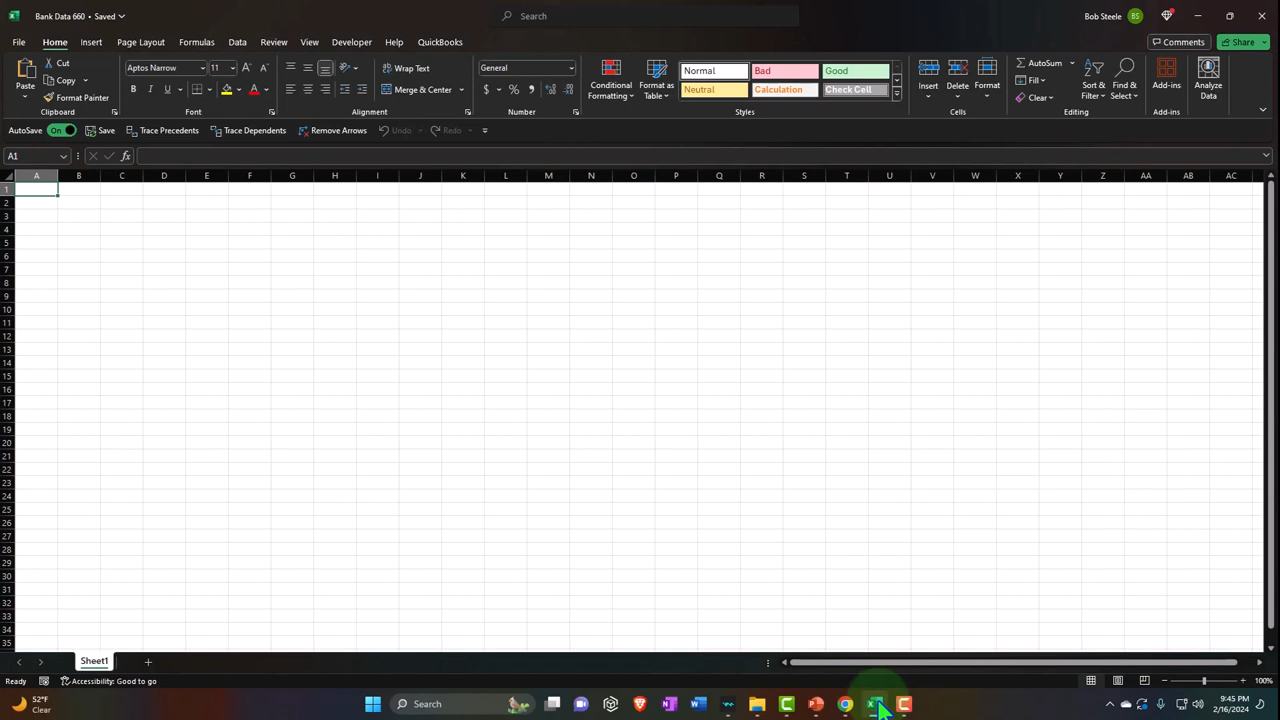 Bank Data 660 • Saved
Search
Bob Steele
BS
File Home Insert Page Layout Formulas Data Review View Developer Help QuickBooks
Comments
Share
Paste
Cut
Copy
Format Painter
Clipboard
Aptos Narrow
11
B I U
Font
Wrap Text
Merge & Center
Alignment
General
$ %
Number
Conditional Formatting
Format as Table
Normal Bad Good
Neutral Calculation Check Cell
Styles
Insert Delete Format
Cells
AutoSum
Fill
Clear
Sort & Filter
Find & Select
Editing
Add-ins
Add-ins
Analyze Data
AutoSave On
Save
Trace Precedents
Trace Dependents
Remove Arrows
Undo
Redo
A1
fx
A B C D E F G H I J K L M N O P Q R S T U V W X Y Z AA AB AC
1
2
3
4
5
6
7
8
9
10
11
12
13
14
15
16
17
18
19
20
21
22
23
24
25
26
27
28
29
30
31
32
33
34
35
Sheet1
Ready
Accessibility: Good to go
100%
52°F
Clear
Search
9:45 PM
2/16/2024